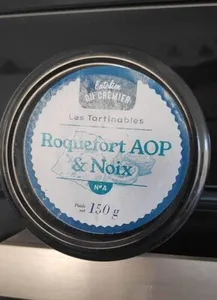 L'atelier
DU CRÉMIER
Les Tartinables
Roquefort AOP
& Noix
N°4
Poids
net 150 g